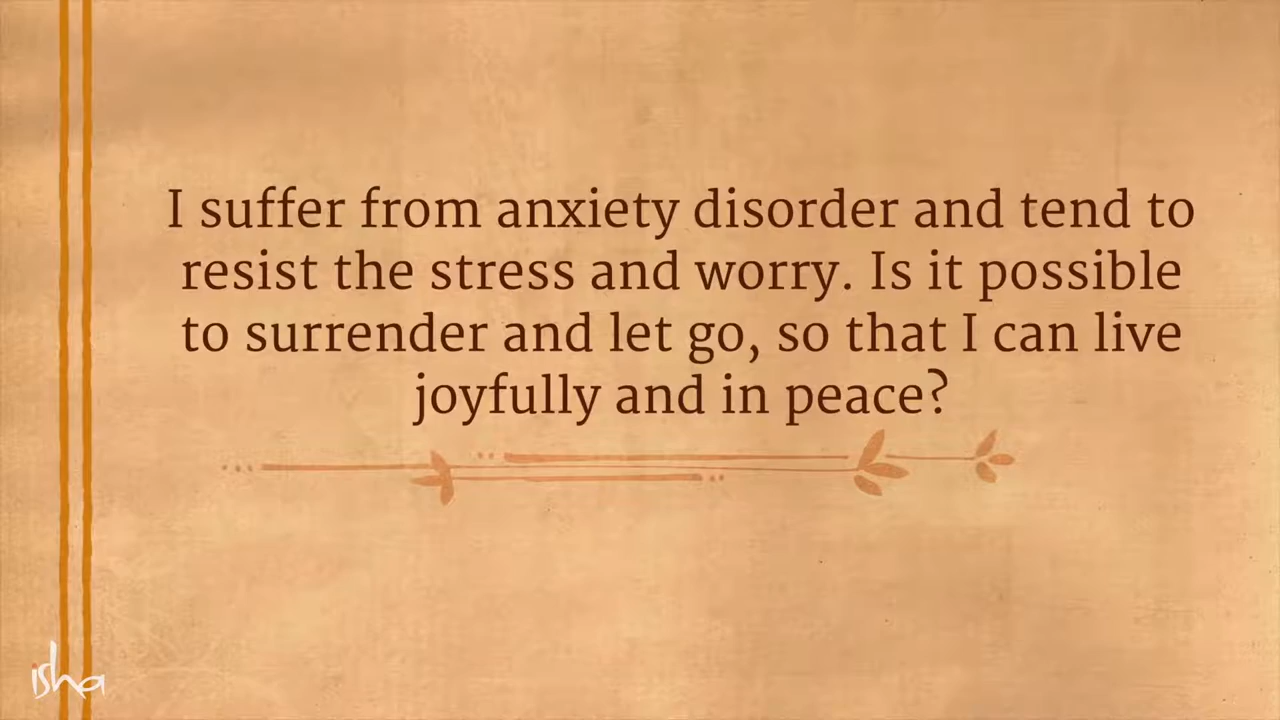 I suffer from anxiety disorder and tend to
resist the stress and worry. Is it possible
to surrender and let go, so that I can live
joyfully and in peace?
isha